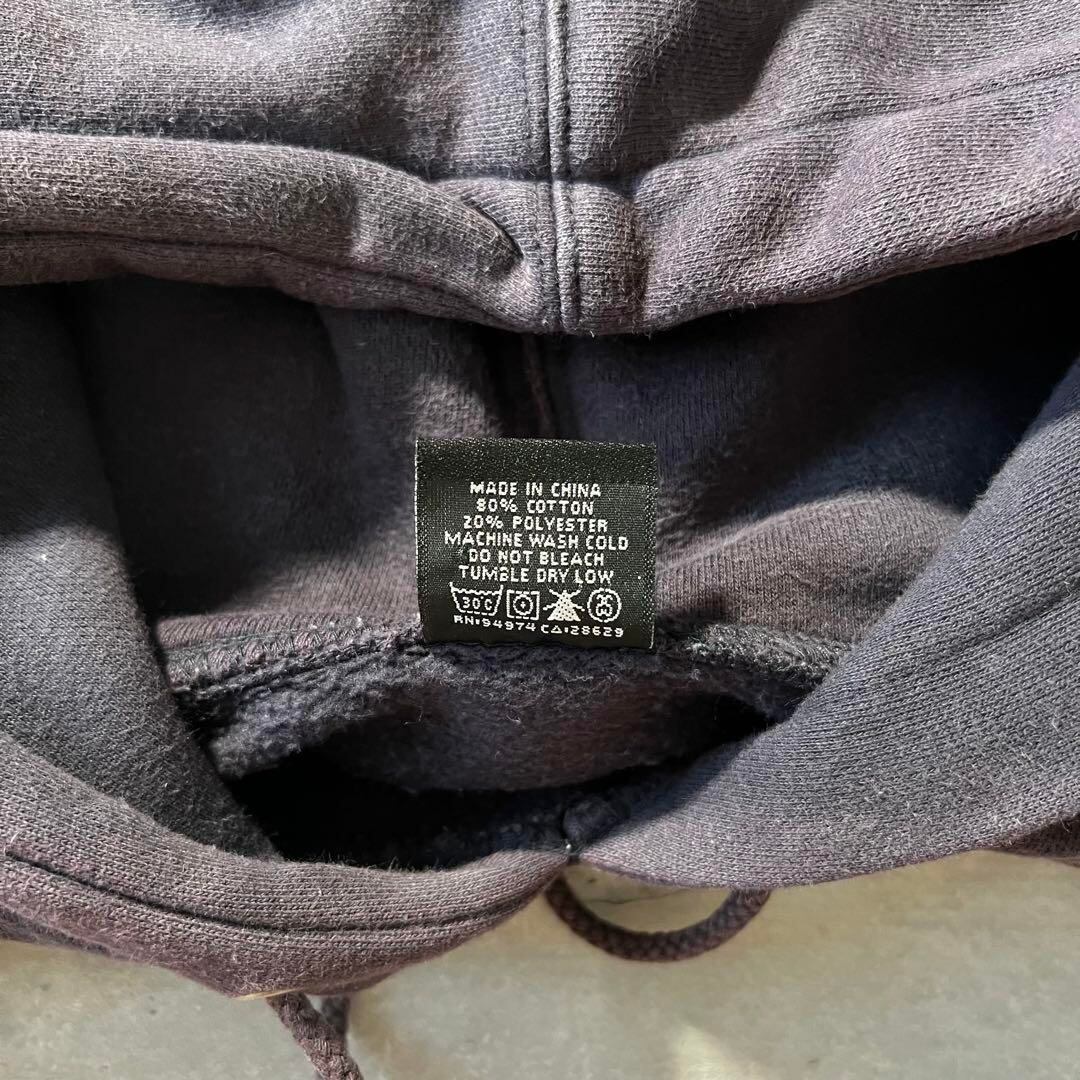 MADE IN CHINA
80% COTTON
20% POLYESTER
MACHINE WASH COLD
DO NOT BLEACH
TUMBLE DRY LOW
30C
RN:94974 CA:28629